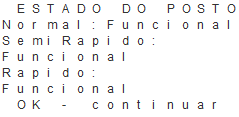 ESTADO DO POSTO
Normal:Funcional
SemiRapido:
Funcional
Rapido:
Funcional
OK - continuar